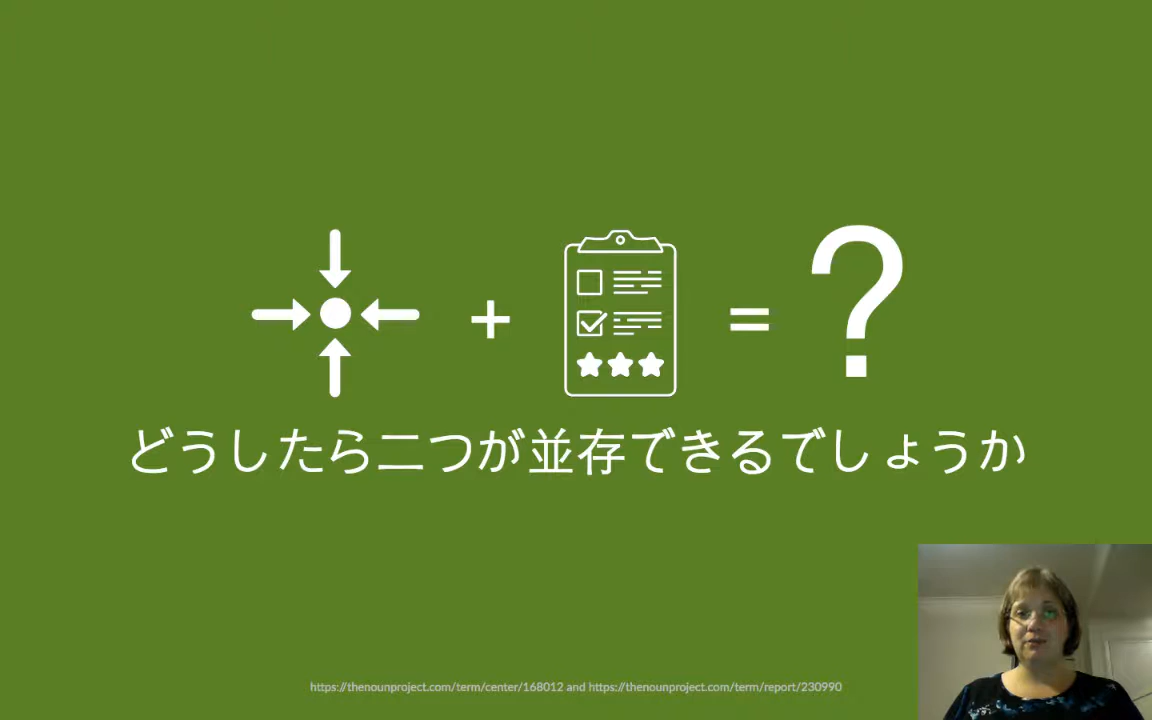 + = ?
どうしたら二つが並存できるでしょうか
https://thenounproject.com/term/center/168012 and https://thenounproject.com/term/report/230990